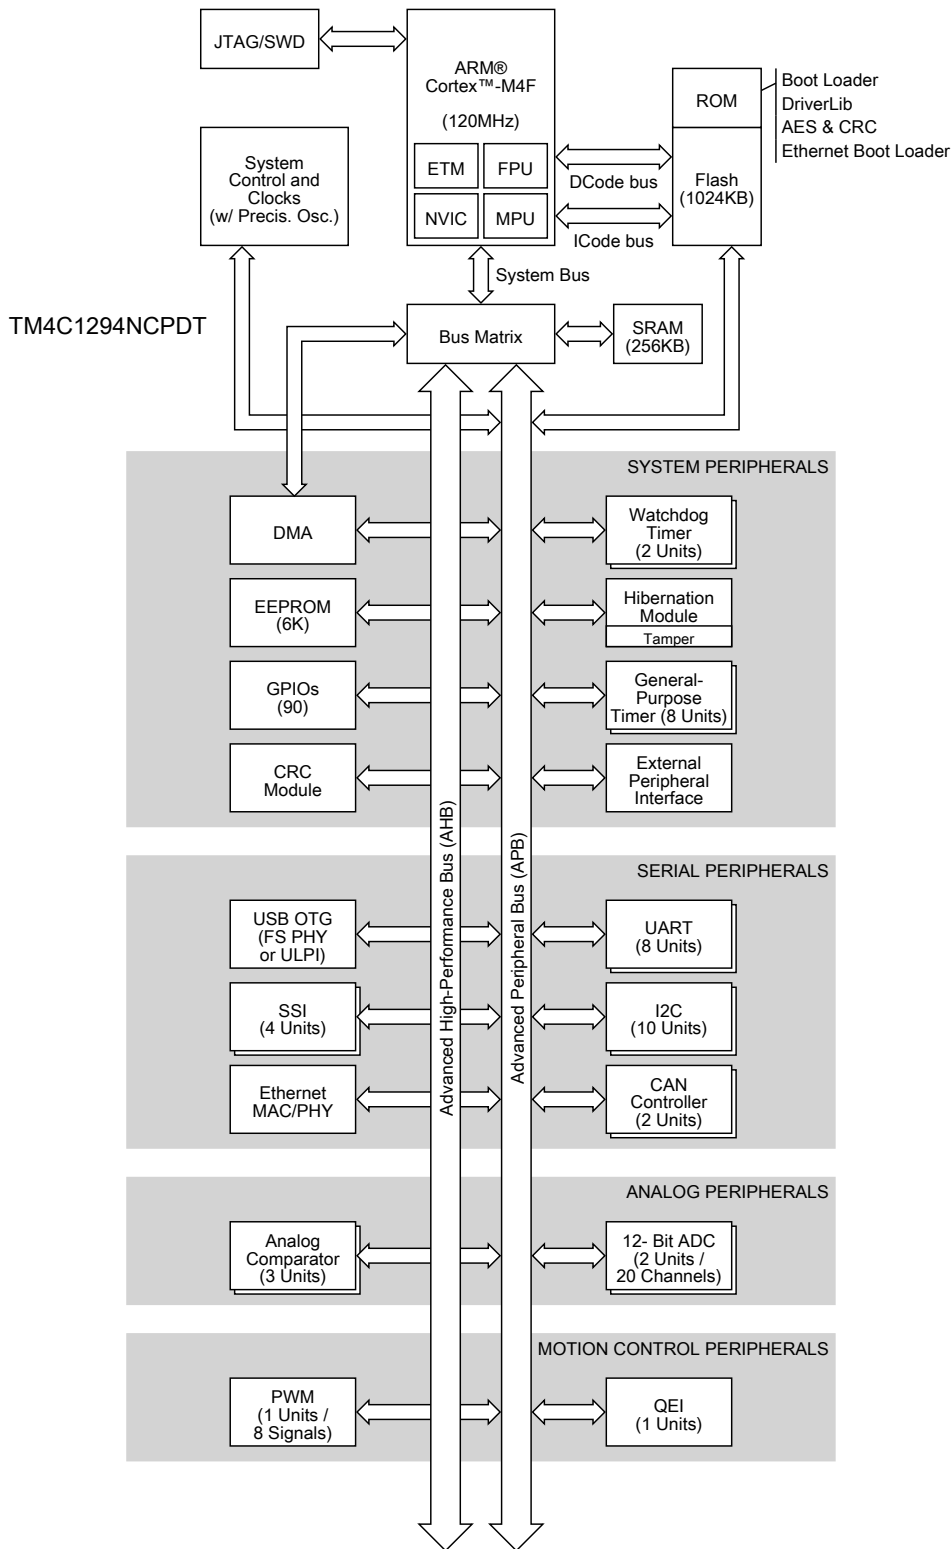 JTAG/SWD
ARM®
Cortex™-M4F
(120MHz)
ETM
FPU
NVIC
MPU
ROM
Flash
(1024KB)
Boot Loader
DriverLib
AES & CRC
Ethernet Boot Loader
DCode bus
ICode bus
System
Control and
Clocks
(w/ Precis. Osc.)
System Bus
TM4C1294NCPDT
Bus Matrix
SRAM
(256KB)
SYSTEM PERIPHERALS
DMA
Watchdog
Timer
(2 Units)
EEPROM
(6K)
Hibernation
Module
Tamper
GPIOs
(90)
General-
Purpose
Timer (8 Units)
CRC
Module
External
Peripheral
Interface
Advanced High-Performance Bus (AHB)
Advanced Peripheral Bus (APB)
SERIAL PERIPHERALS
USB OTG
(FS PHY
or ULPI)
UART
(8 Units)
SSI
(4 Units)
I2C
(10 Units)
Ethernet
MAC/PHY
CAN
Controller
(2 Units)
ANALOG PERIPHERALS
Analog
Comparator
(3 Units)
12- Bit ADC
(2 Units /
20 Channels)
MOTION CONTROL PERIPHERALS
PWM
(1 Units /
8 Signals)
QEI
(1 Units)